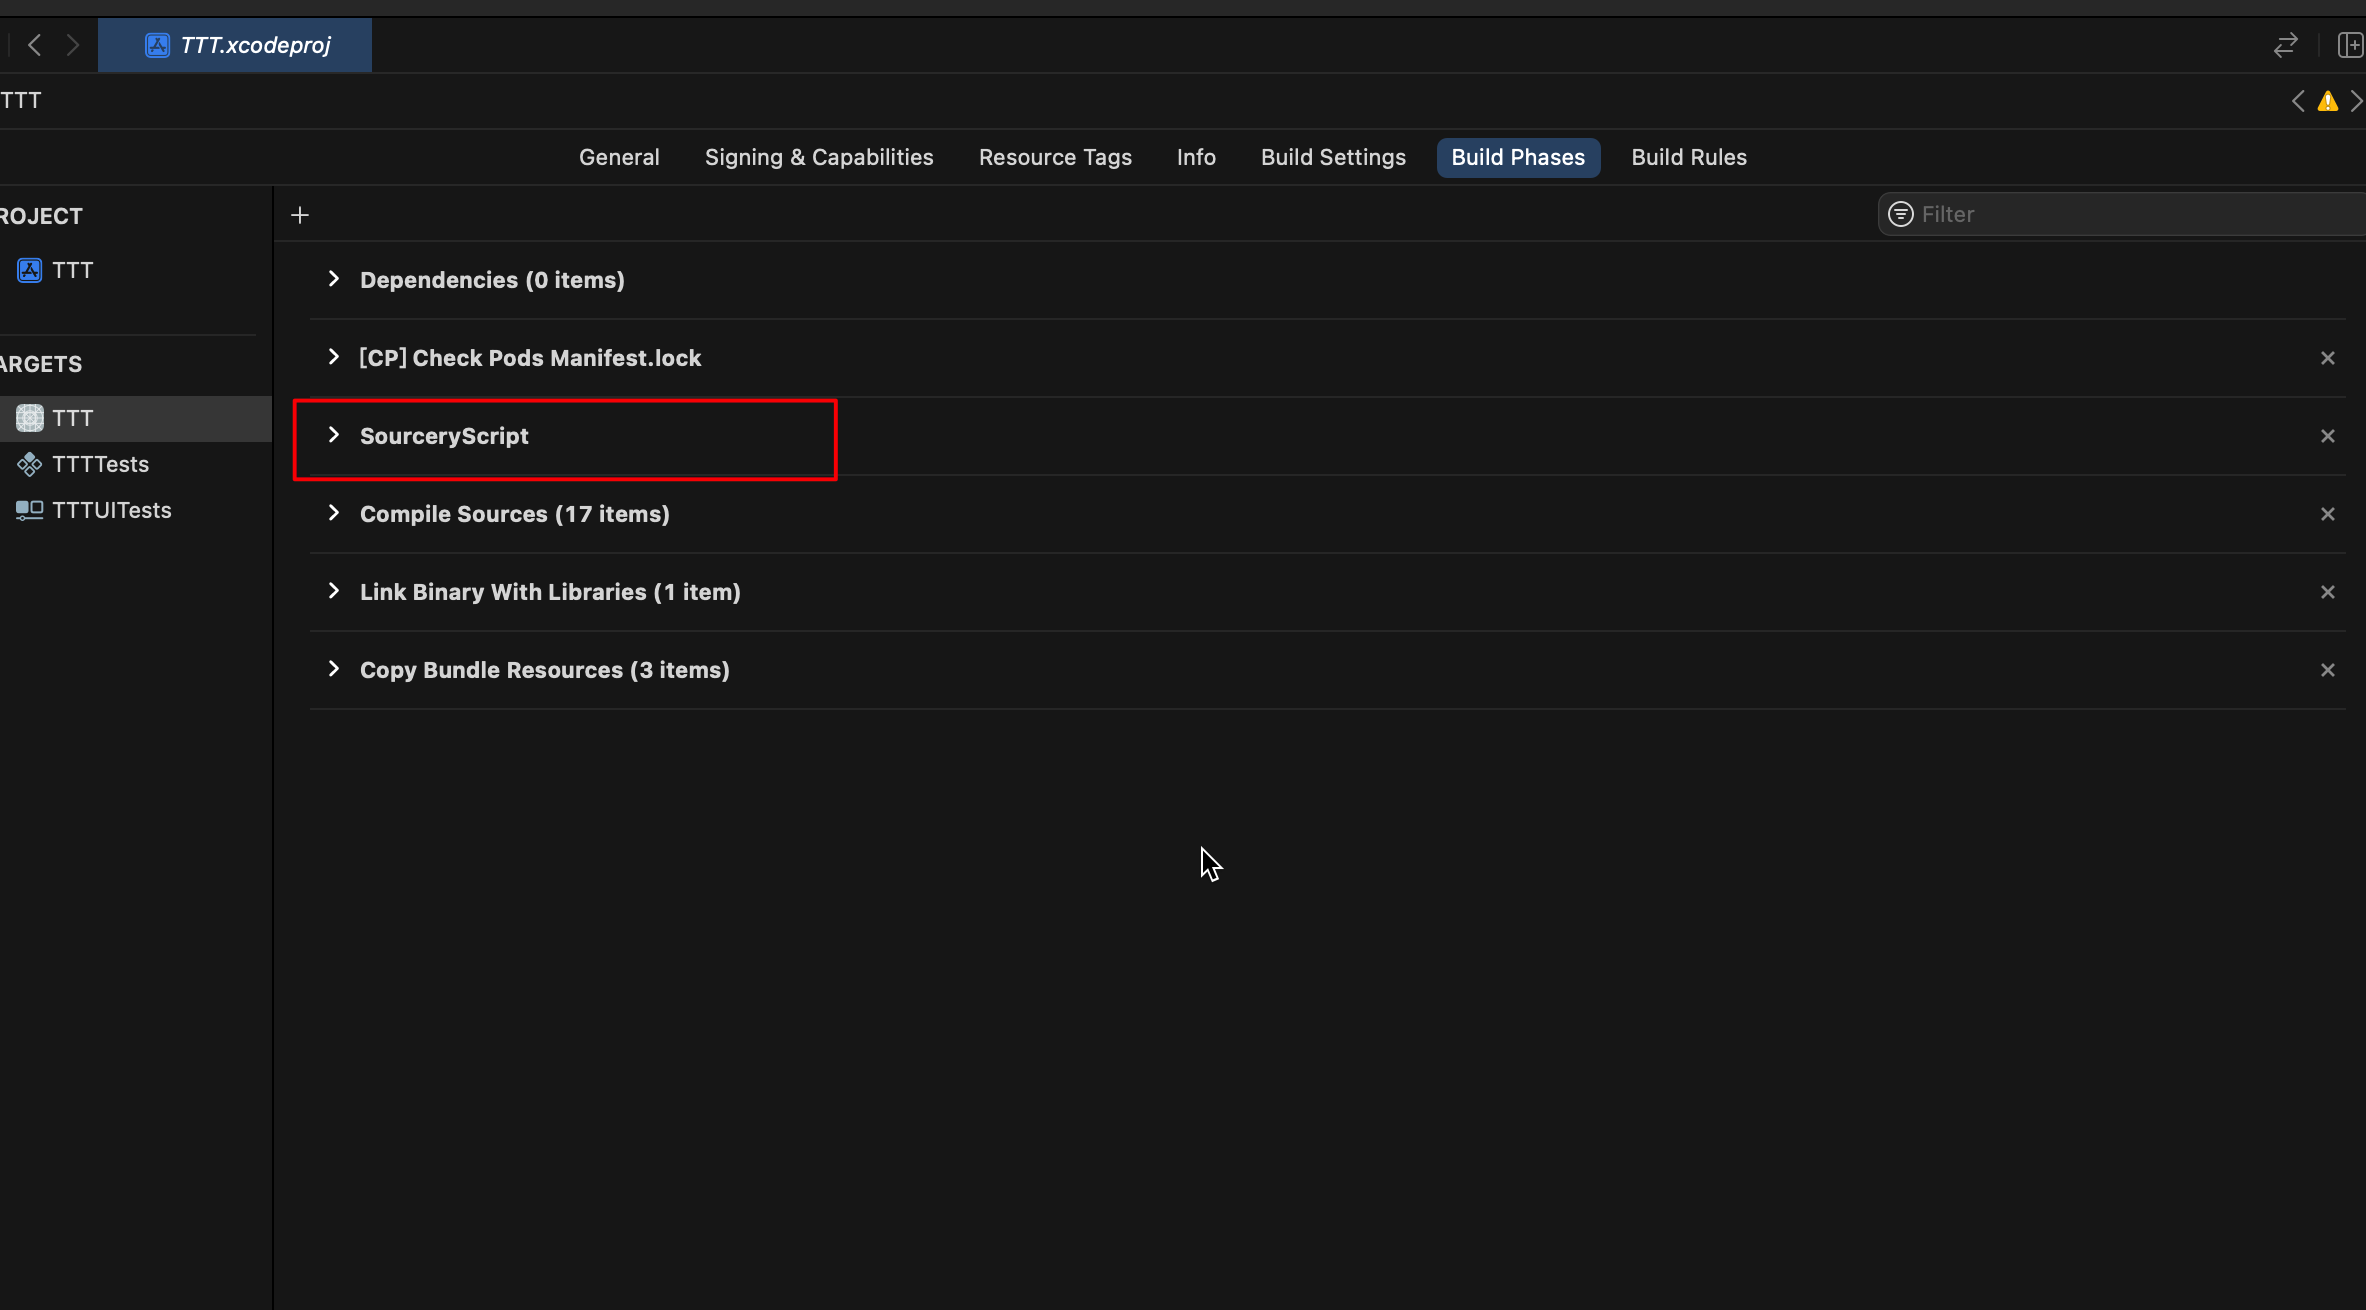 TTT.xcodeproj
TTT
General Signing & Capabilities Resource Tags Info Build Settings Build Phases Build Rules
ROJECT
Filter
TTT
Dependencies (0 items)
[CP] Check Pods Manifest.lock
ARGETS
TTT
SourceryScript
TTTTests
TTTUITests
Compile Sources (17 items)
Link Binary With Libraries (1 item)
Copy Bundle Resources (3 items)